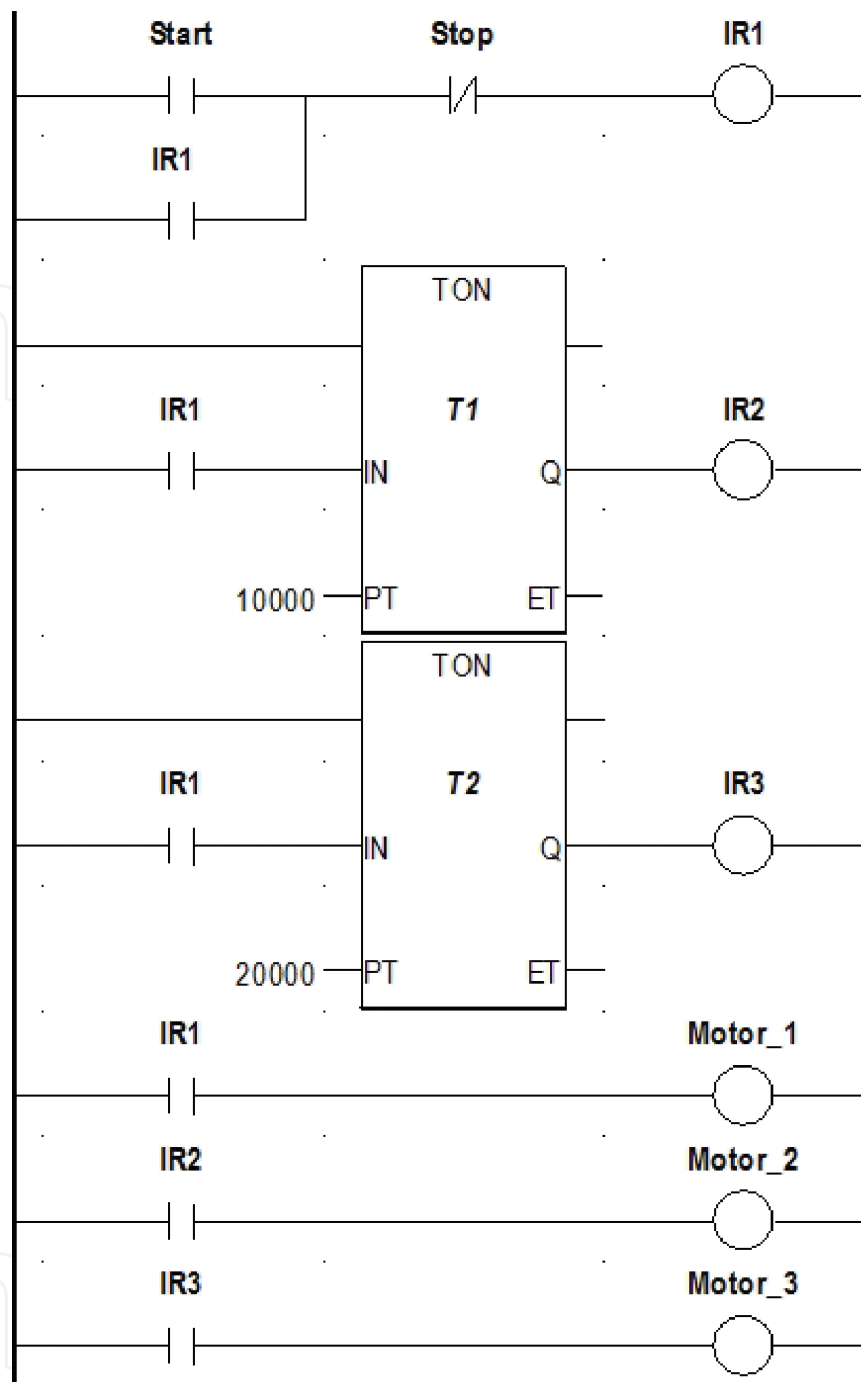 Start Stop IR1
IR1
TON
IR1 T1 IR2
IN Q
10000 PT ET
TON
IR1 T2 IR3
IN Q
20000 PT ET
IR1 Motor_1
IR2 Motor_2
IR3 Motor_3